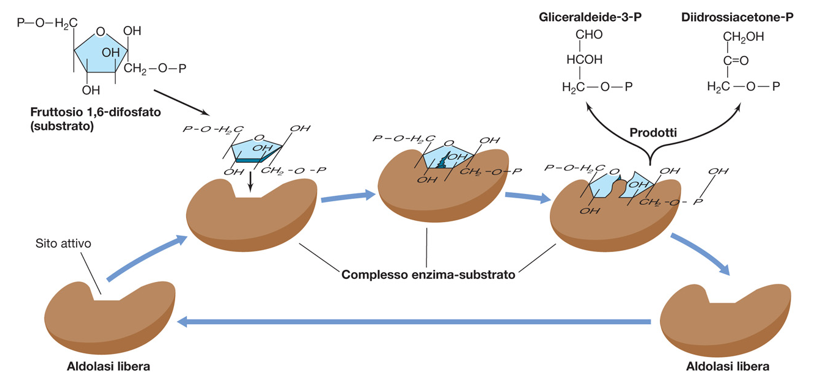 Gliceraldeide-3-P
Diidrossiacetone-P
P—O—H₂C
O
OH
OH
CH₂—O—P
OH
Fruttosio 1,6-difosfato
(substrato)
CHO
HCOH
H₂C—O—P
CH₂OH
C=O
H₂C—O—P
Prodotti
P-O-H₂C
O
OH
OH
OH
CH₂-O-P
P-O-H₂C
O
OH
OH
OH
CH₂-O-P
P-O-H₂C
O
OH
OH
OH
CH₂-O-P
OH
Sito attivo
Complesso enzima-substrato
Aldolasi libera
Aldolasi libera